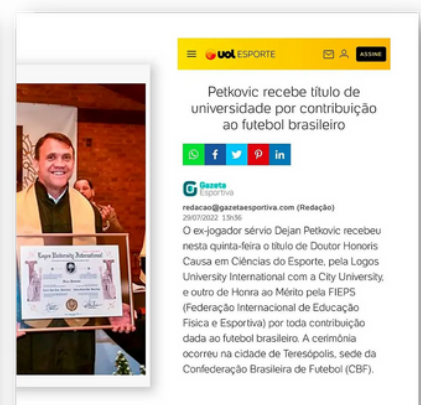 UOL ESPORTE
ASSINE
Petkovic recebe título de
universidade por contribuição
ao futebol brasileiro
Gazeta
Esportiva
redacao@gazetaesportiva.com (Redação)
29/07/2022 13h36
O ex-jogador sérvio Dejan Petkovic recebeu
nesta quinta-feira o título de Doutor Honoris
Causa em Ciências do Esporte, pela Logos
University International com a City University,
e outro de Honra ao Mérito pela FIEPS
(Federação Internacional de Educação
Física e Esportiva) por toda contribuição
dada ao futebol brasileiro. A cerimônia
ocorreu na cidade de Teresópolis, sede da
Confederação Brasileira de Futebol (CBF).
Logos University International